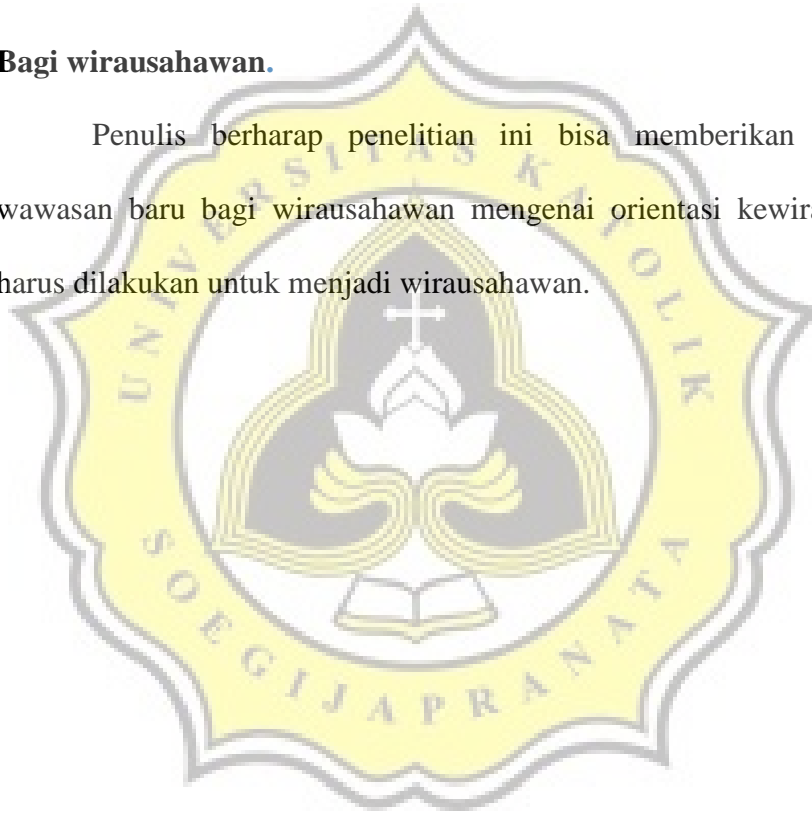 Bagi wirausahawan.
Penulis berharap penelitian ini bisa memberikan
wawasan baru bagi wirausahawan mengenai orientasi kewira
harus dilakukan untuk menjadi wirausahawan.
UNIVERSITAS KATOLIK
SOEGIJAPRANATA